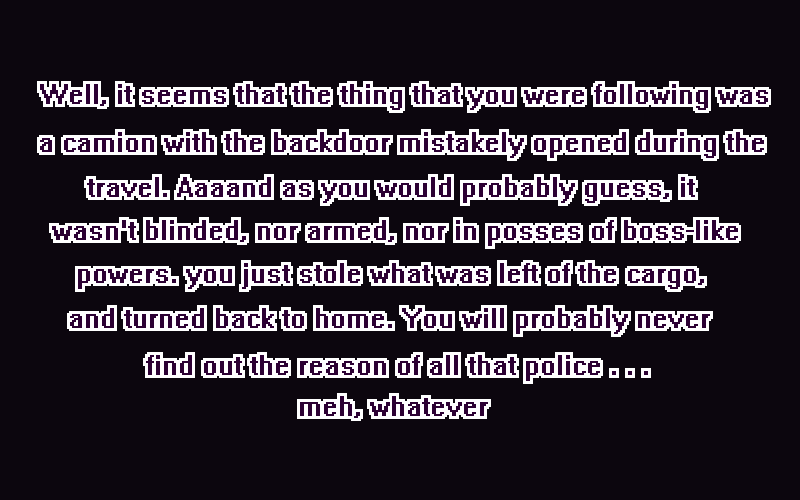 Well, it seems that the thing that you were following was
a camion with the backdoor mistakely opened during the
travel. Aaaand as you would probably guess, it
wasn't blinded, nor armed, nor in posses of boss-like
powers. you just stole what was left of the cargo,
and turned back to home. You will probably never
find out the reason of all that police . . .
meh, whatever